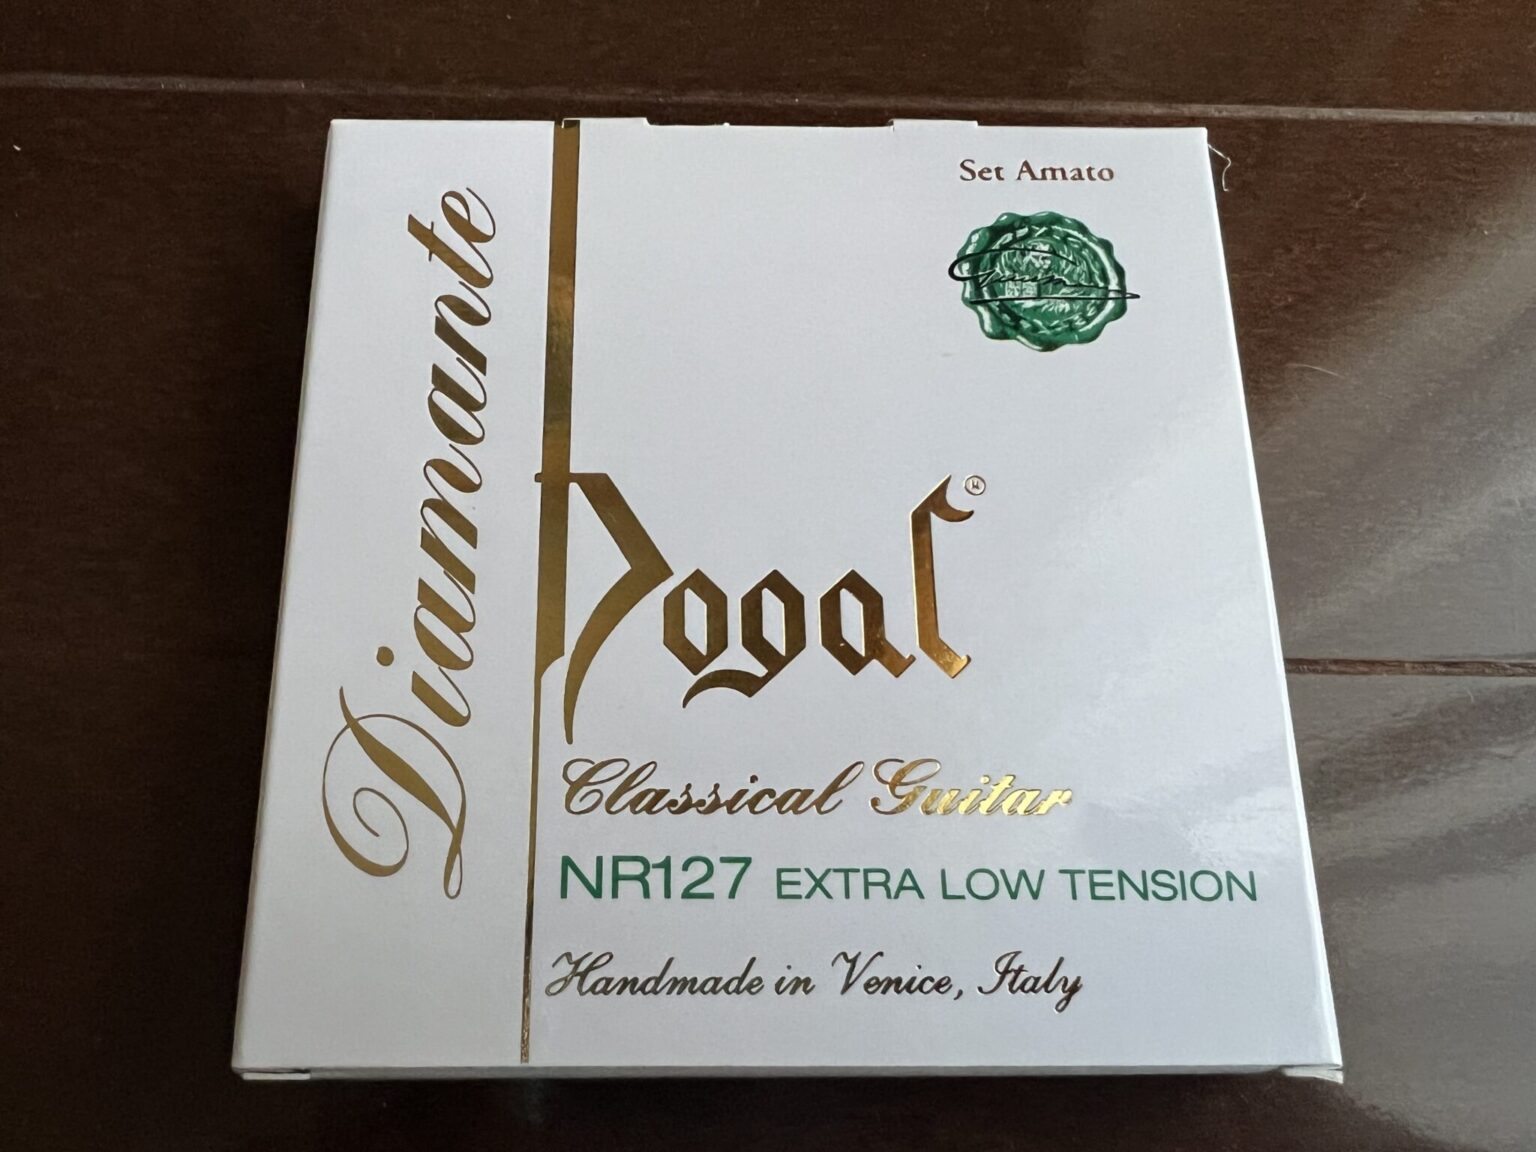 Set Amato
Diamante
Dogal®
Classical Guitar
NR127 EXTRA LOW TENSION
Handmade in Venice, Italy